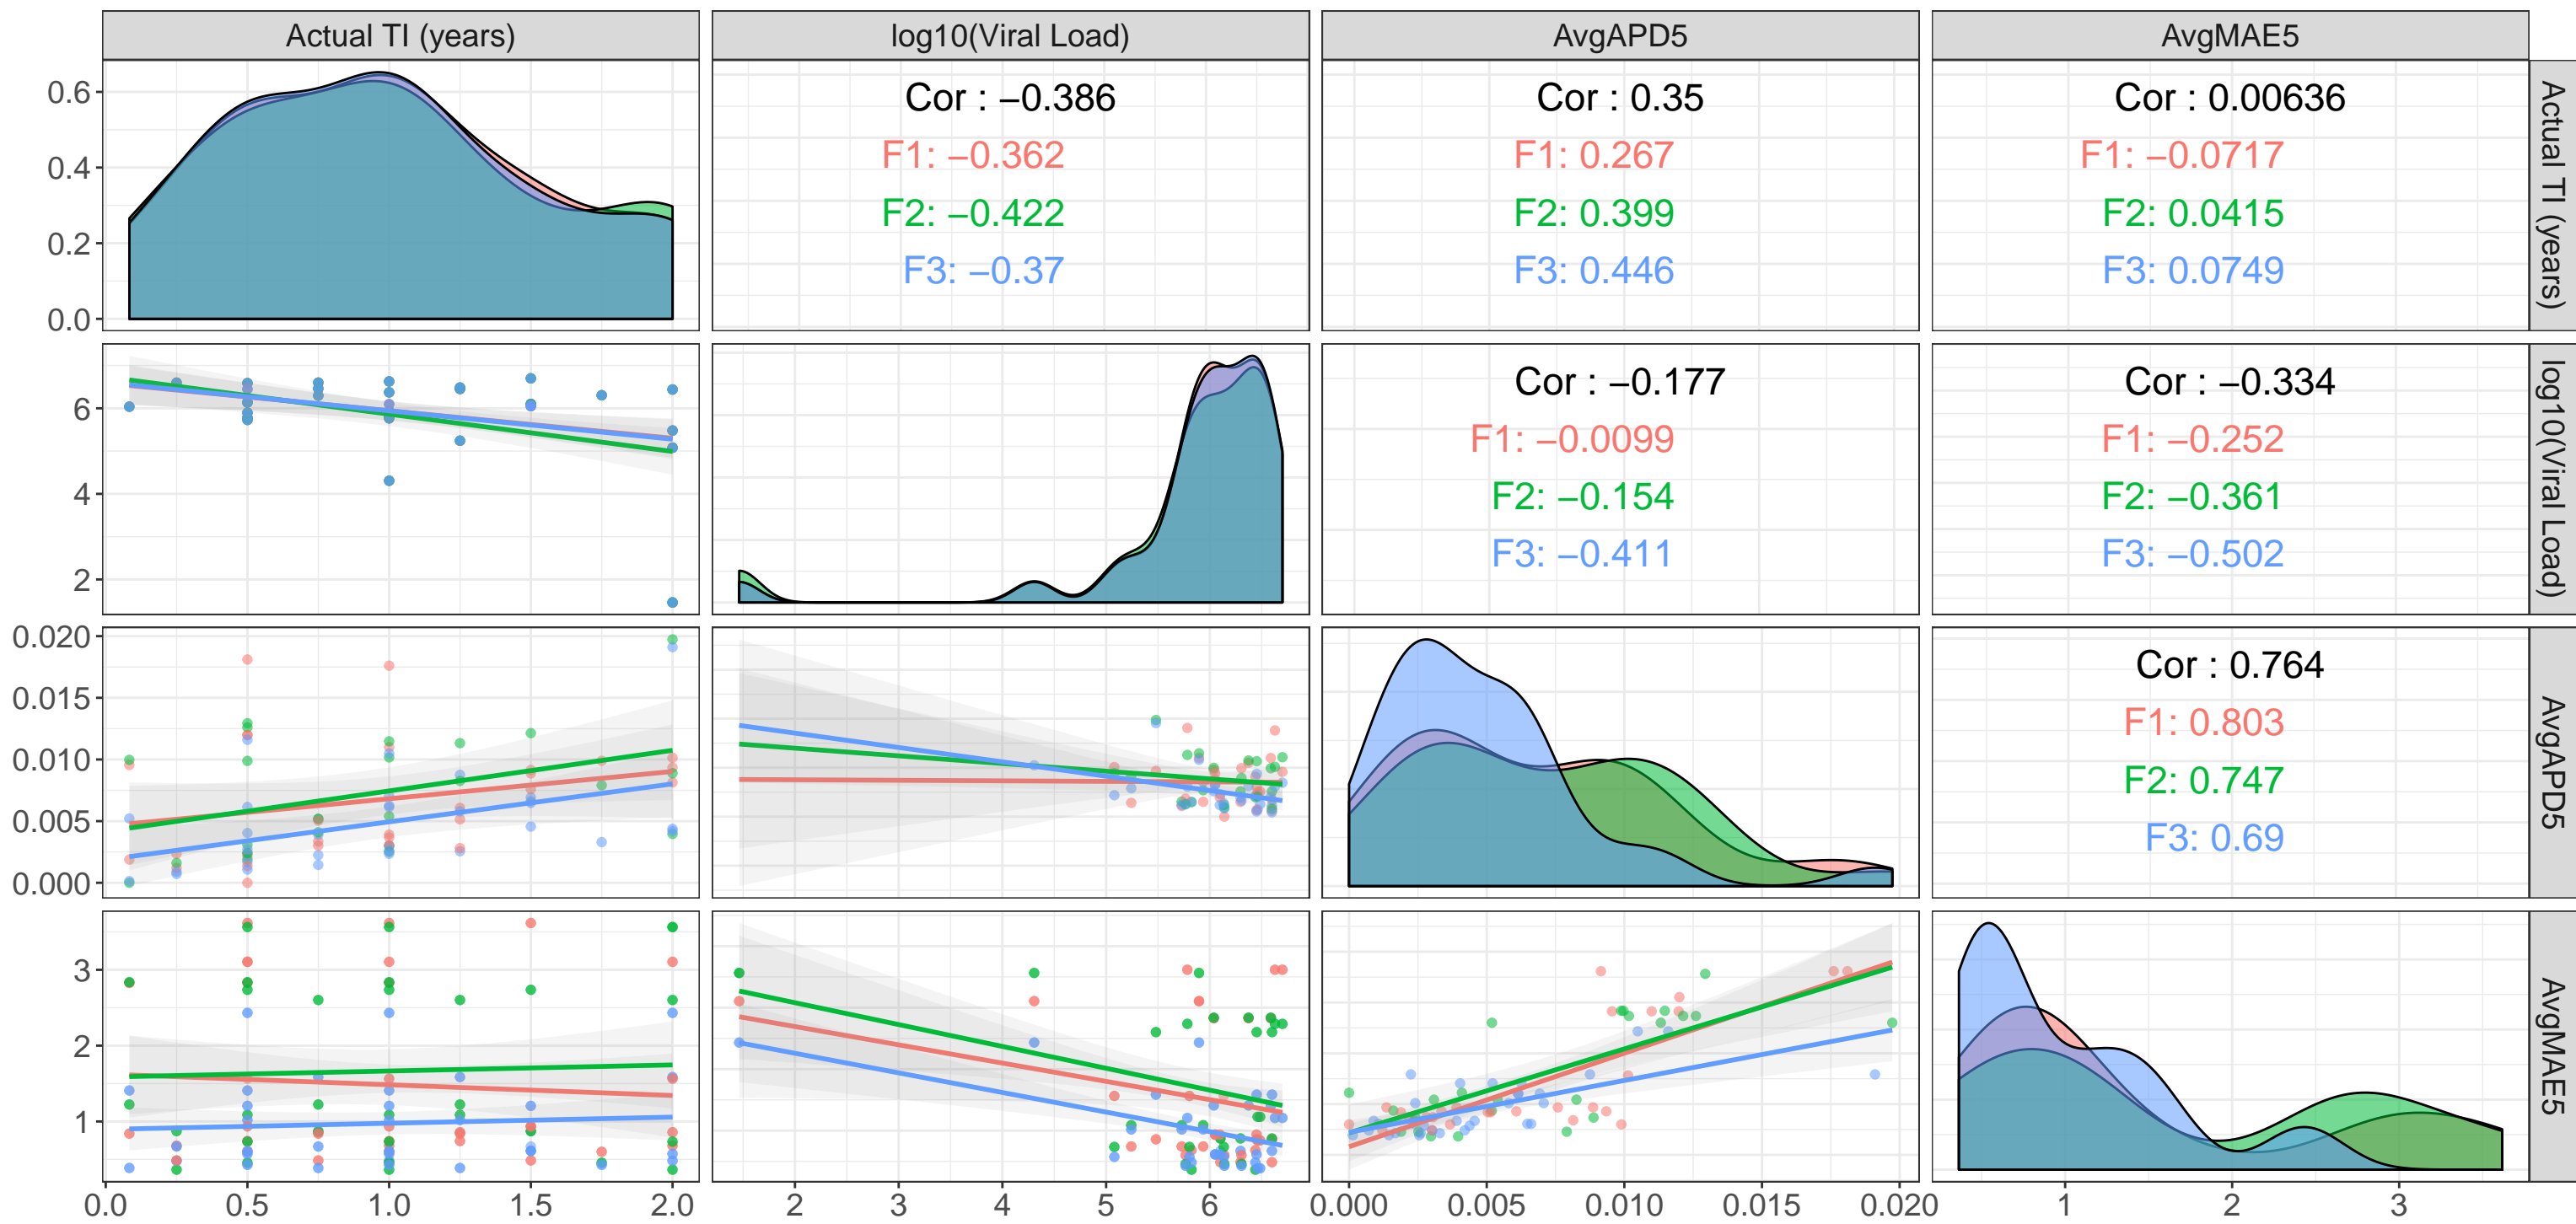 Actual TI (years)
log10(Viral Load)
AvgAPD5
AvgMAE5
0.6
0.4
0.2
0.0
Cor : −0.386
F1: −0.362
F2: −0.422
F3: −0.37
Cor : 0.35
F1: 0.267
F2: 0.399
F3: 0.446
Cor : 0.00636
F1: −0.0717
F2: 0.0415
F3: 0.0749
Actual TI (years)
6
4
2
Cor : −0.177
F1: −0.0099
F2: −0.154
F3: −0.411
Cor : −0.334
F1: −0.252
F2: −0.361
F3: −0.502
log10(Viral Load)
0.020
0.015
0.010
0.005
0.000
Cor : 0.764
F1: 0.803
F2: 0.747
F3: 0.69
AvgAPD5
3
2
1
AvgMAE5
0.0 0.5 1.0 1.5 2.0
2 3 4 5 6
0.000 0.005 0.010 0.015 0.020
1 2 3